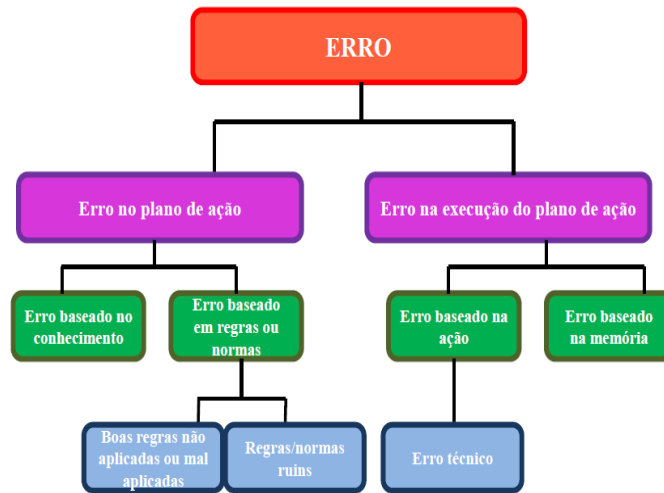 ERRO
Erro no plano de ação
Erro na execução do plano de ação
Erro baseado no
conhecimento
Erro baseado
em regras ou
normas
Erro baseado na
ação
Erro baseado
na memória
Boas regras não
aplicadas ou mal
aplicadas
Regras/normas
ruins
Erro técnico